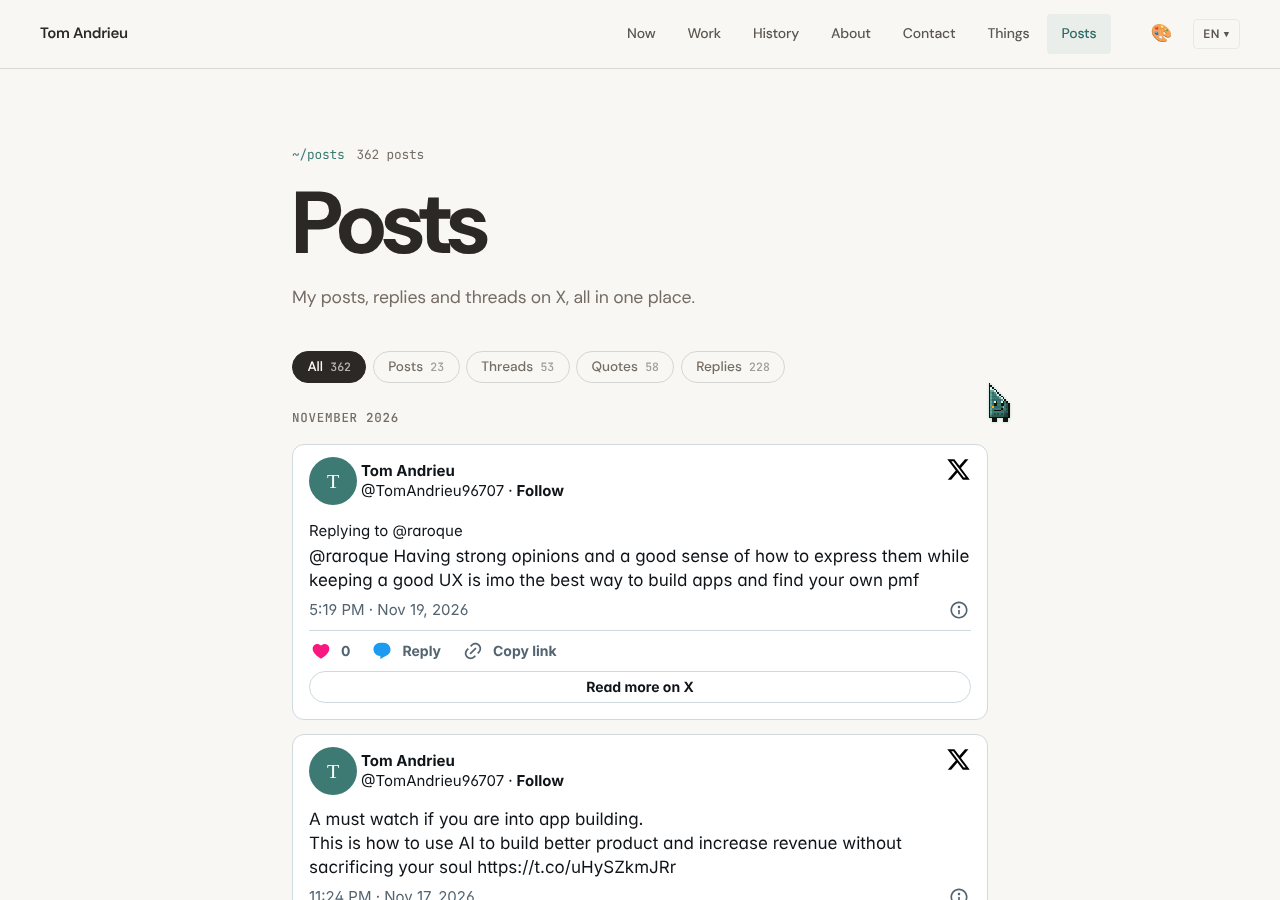 Tom Andrieu
Now Work History About Contact Things Posts EN ▾
~/posts 362 posts
Posts
My posts, replies and threads on X, all in one place.
All 362 Posts 23 Threads 53 Quotes 58 Replies 228
NOVEMBER 2026
T
Tom Andrieu
@TomAndrieu96707 · Follow
Replying to @raroque
@raroque Having strong opinions and a good sense of how to express them while
keeping a good UX is imo the best way to build apps and find your own pmf
5:19 PM · Nov 19, 2026
0 Reply Copy link
Read more on X
T
Tom Andrieu
@TomAndrieu96707 · Follow
A must watch if you are into app building.
This is how to use AI to build better product and increase revenue without
sacrificing your soul https://t.co/uHySZkmJRr
11:24 PM · Nov 17, 2026